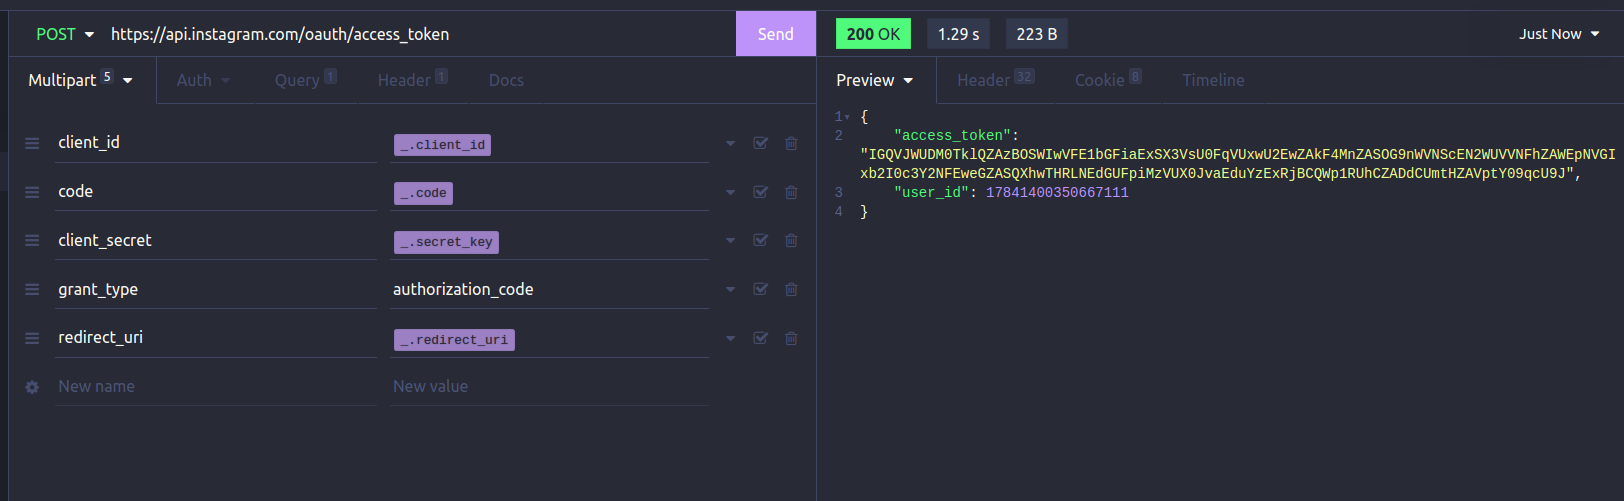 POST https://api.instagram.com/oauth/access_token Send 200 OK 1.29 s 223 B Just Now
Multipart 5 Auth Query 1 Header 1 Docs Preview Header 32 Cookie 8 Timeline
client_id _.client_id
code _.code
client_secret _.secret_key
grant_type authorization_code
redirect_uri _.redirect_uri
New name New value
1 {
2 "access_token":
"IGQVJWUDM0TklQZAzBOSWIwVFE1bGFiaExSX3VsU0FqVUxwU2EwZAkF4MnZASOG9nWVNScEN2WUVVNFhZAWEpNVGI
xb2I0c3Y2NFEweGZASQXhwTHRLNEdGUFpiMzVUX0JvaEduYzExRjBCQWp1RUhCZADdCUmtHZAVptY09qcU9J",
3 "user_id": 17841400350667111
4 }